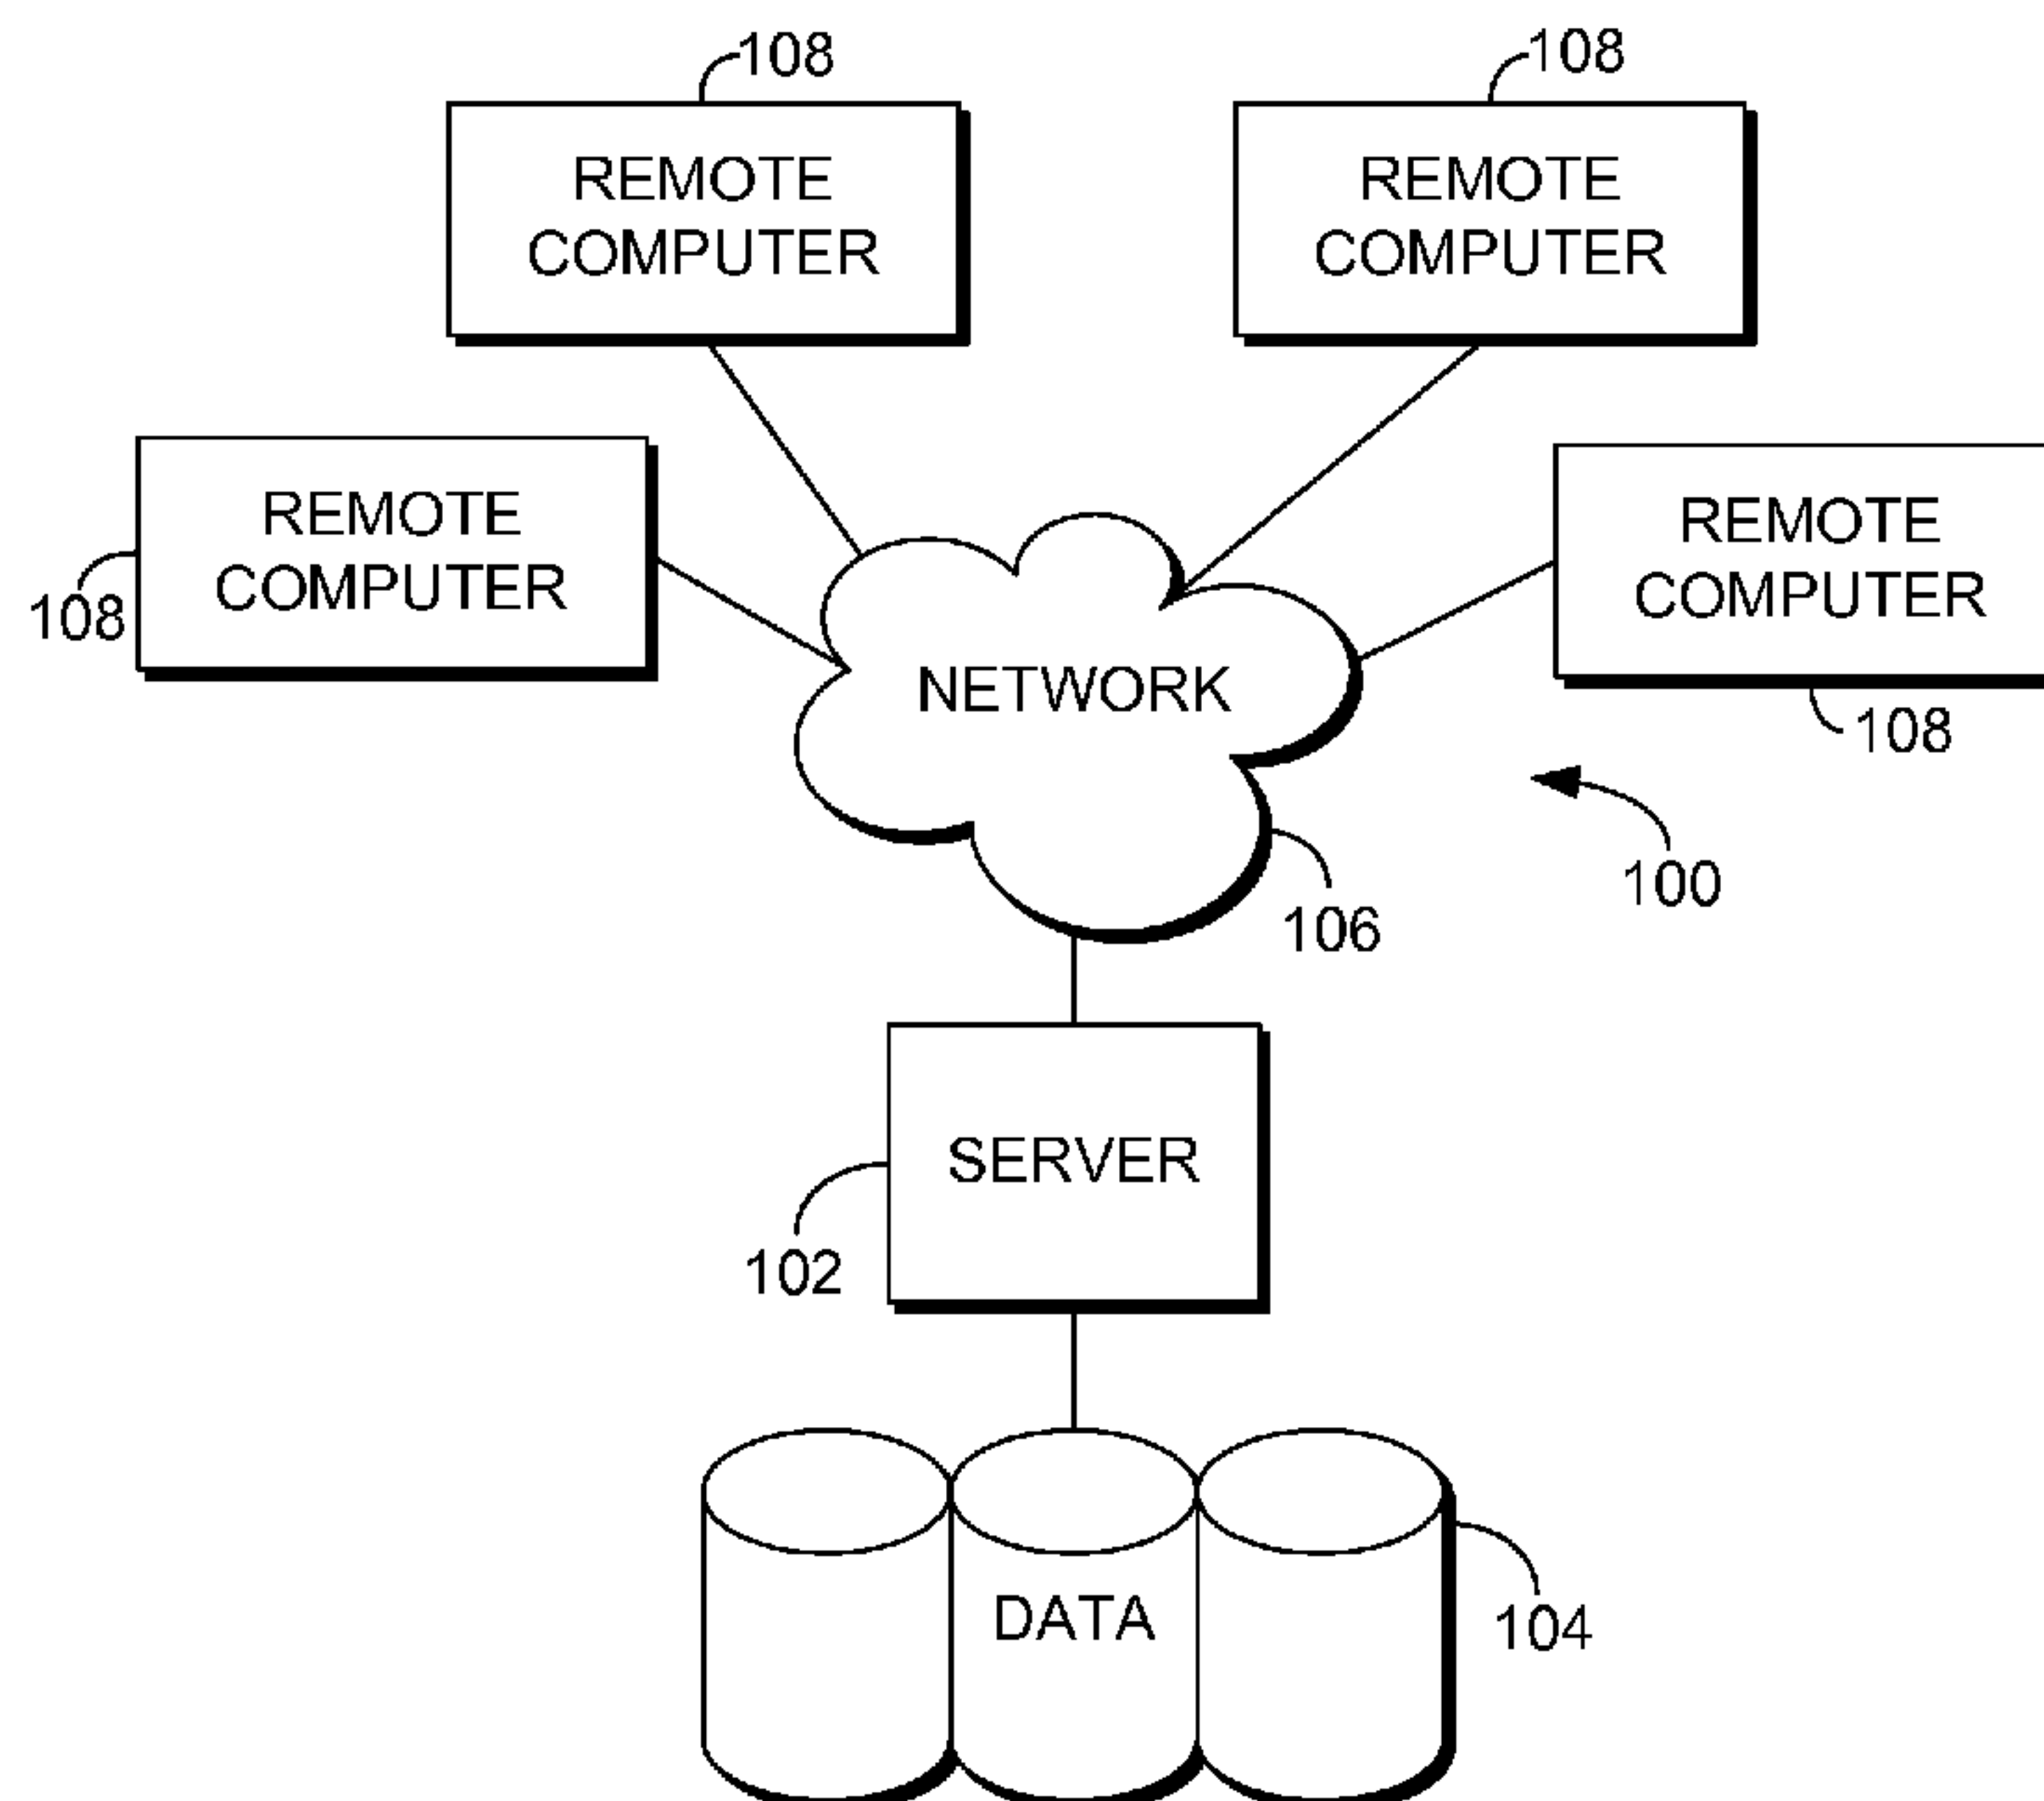 108
108
REMOTE
COMPUTER
REMOTE
COMPUTER
REMOTE
COMPUTER
108
REMOTE
COMPUTER
108
NETWORK
100
106
SERVER
102
DATA
104